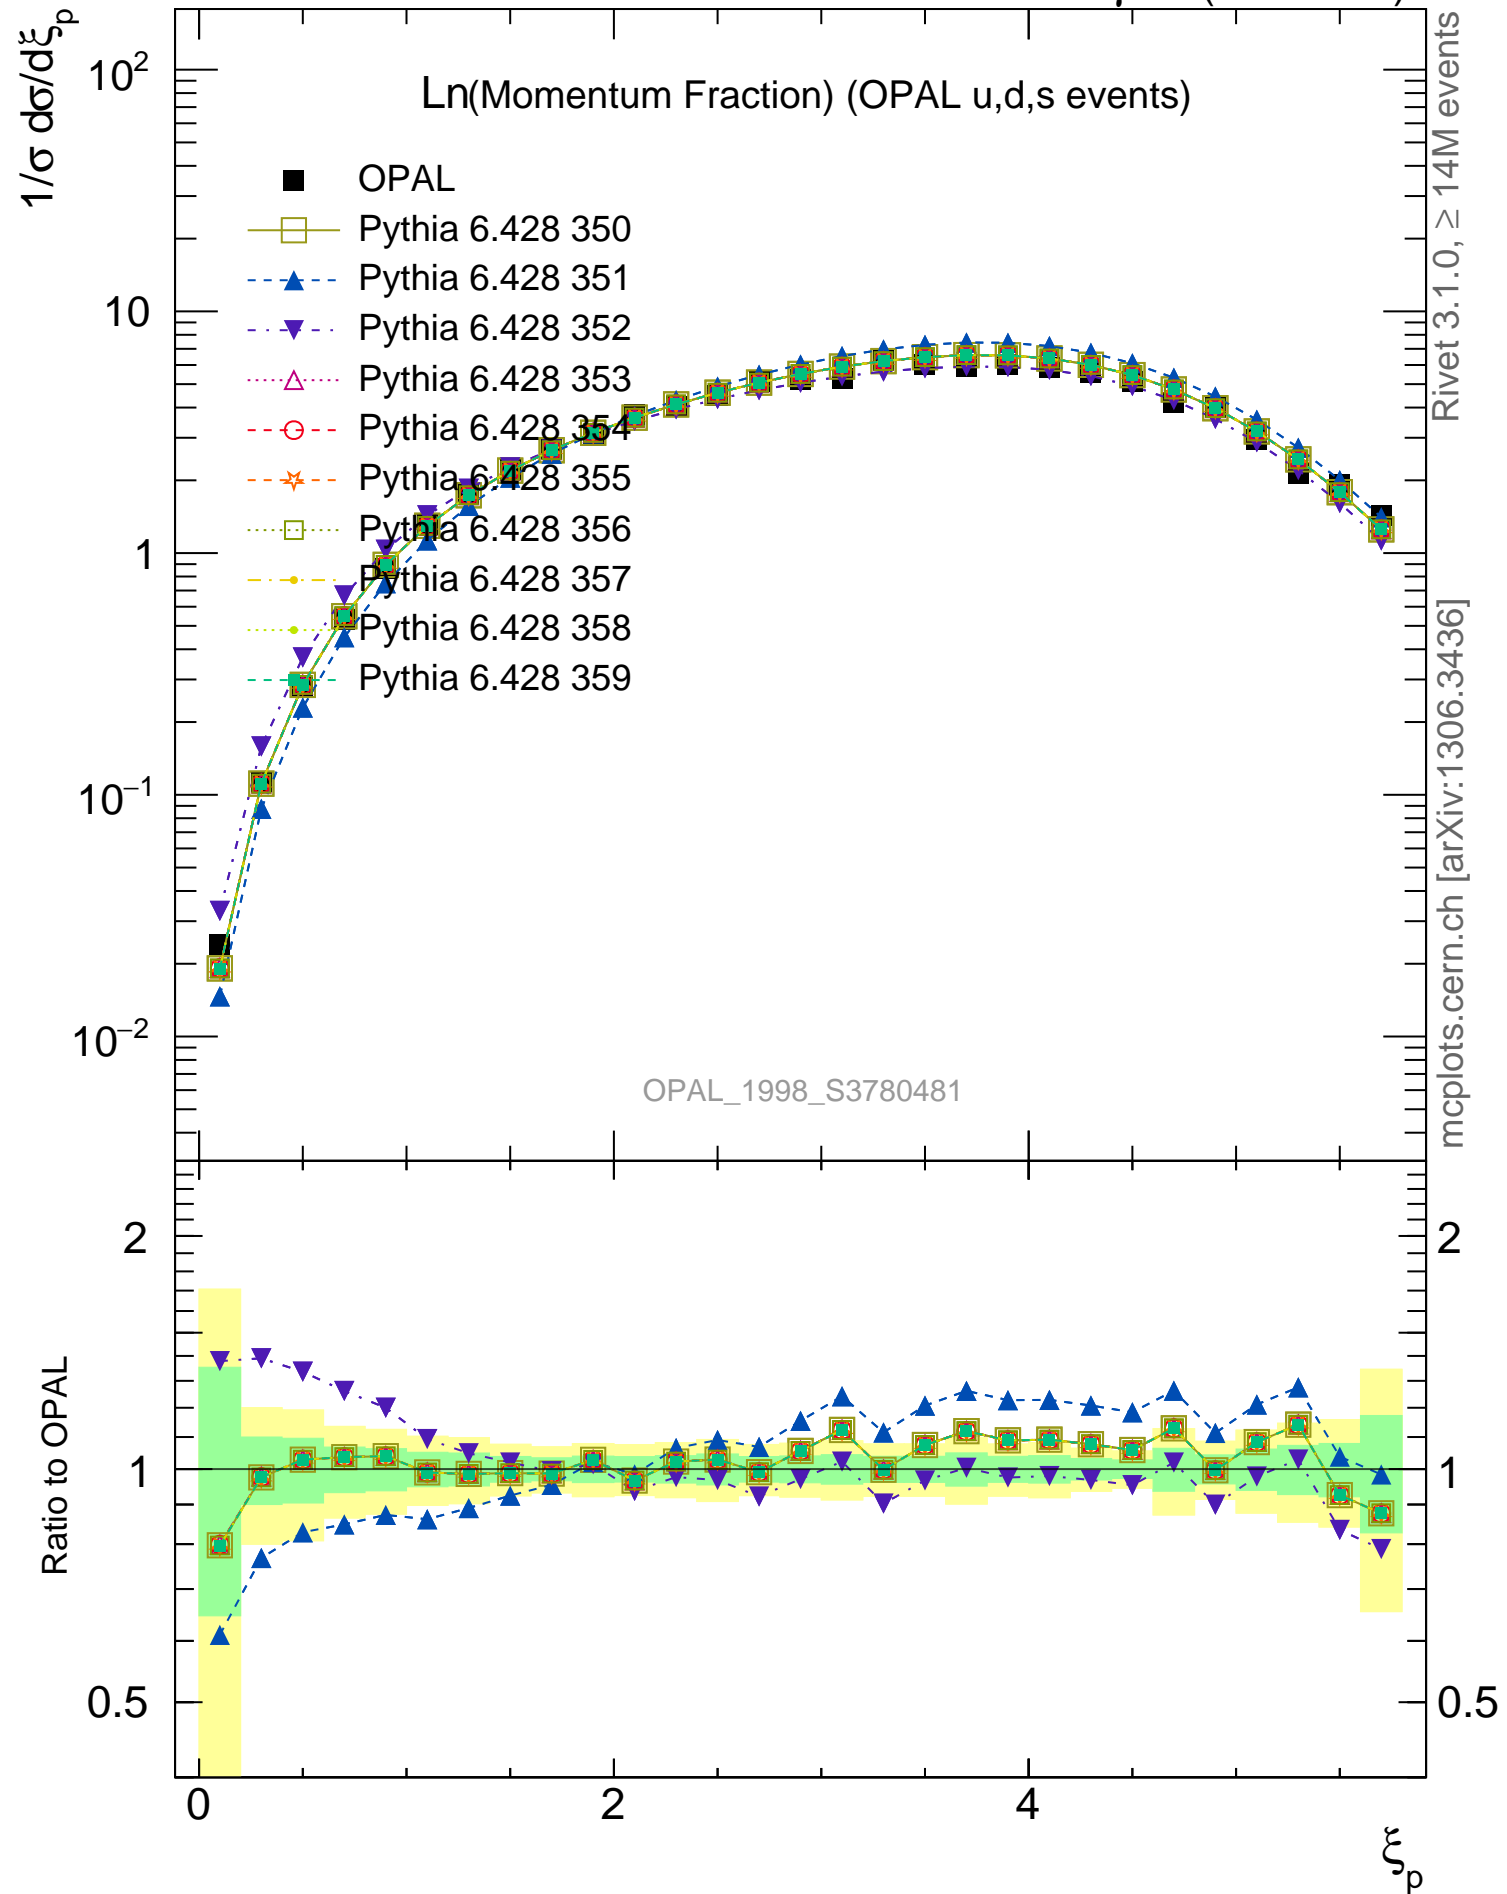 Ln(Momentum Fraction) (OPAL u,d,s events)
1/σ dσ/dξp
10²
10
1
10⁻¹
10⁻²
OPAL
Pythia 6.428 350
Pythia 6.428 351
Pythia 6.428 352
Pythia 6.428 353
Pythia 6.428 354
Pythia 6.428 355
Pythia 6.428 356
Pythia 6.428 357
Pythia 6.428 358
Pythia 6.428 359
OPAL_1998_S3780481
Rivet 3.1.0, ≥ 14M events
mcplots.cern.ch [arXiv:1306.3436]
Ratio to OPAL
2
1
0.5
2
1
0.5
0
2
4
ξp